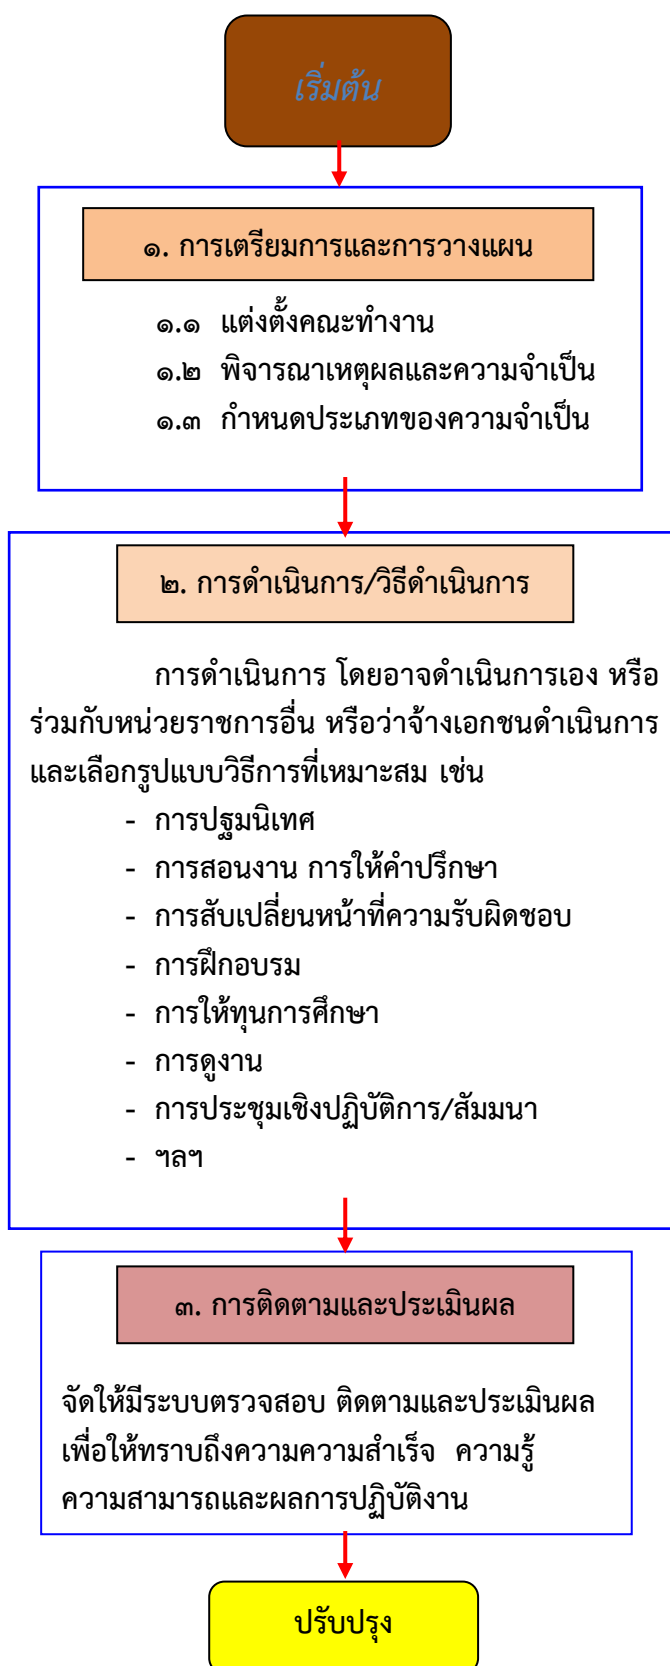 เริ่มต้น
๑. การเตรียมการและการวางแผน
๑.๑ แต่งตั้งคณะทำงาน
๑.๒ พิจารณาเหตุผลและความจำเป็น
๑.๓ กำหนดประเภทของความจำเป็น
๒. การดำเนินการ/วิธีดำเนินการ
การดำเนินการ โดยอาจดำเนินการเอง หรือ
ร่วมกับหน่วยราชการอื่น หรือว่าจ้างเอกชนดำเนินการ
และเลือกรูปแบบวิธีการที่เหมาะสม เช่น
- การปฐมนิเทศ
- การสอนงาน การให้คำปรึกษา
- การสับเปลี่ยนหน้าที่ความรับผิดชอบ
- การฝึกอบรม
- การให้ทุนการศึกษา
- การดูงาน
- การประชุมเชิงปฏิบัติการ/สัมมนา
- ฯลฯ
๓. การติดตามและประเมินผล
จัดให้มีระบบตรวจสอบ ติดตามและประเมินผล
เพื่อให้ทราบถึงความความสำเร็จ ความรู้
ความสามารถและผลการปฏิบัติงาน
ปรับปรุง